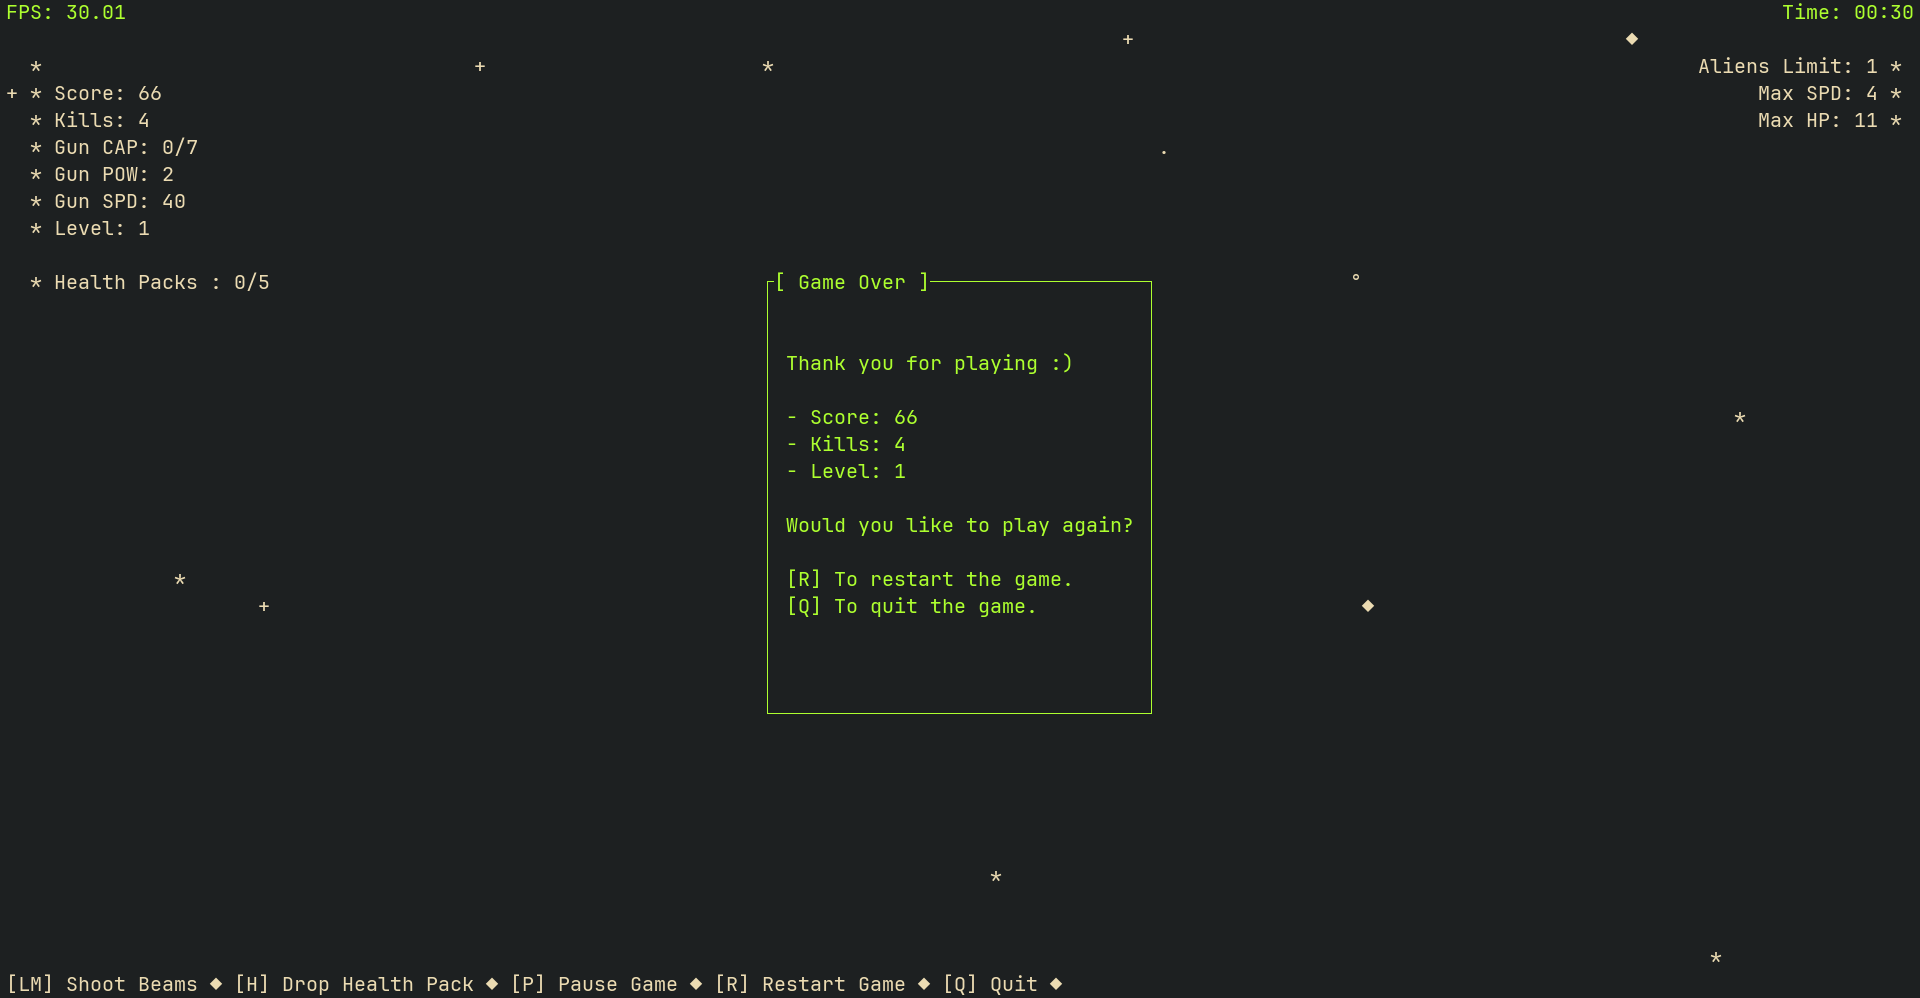 FPS: 30.01
Time: 00:30
Aliens Limit: 1 *
Max SPD: 4 *
Max HP: 11 *
* Score: 66
* Kills: 4
* Gun CAP: 0/7
* Gun POW: 2
* Gun SPD: 40
* Level: 1
* Health Packs : 0/5
[ Game Over ]
Thank you for playing :)
- Score: 66
- Kills: 4
- Level: 1
Would you like to play again?
[R] To restart the game.
[Q] To quit the game.
[LM] Shoot Beams ◆ [H] Drop Health Pack ◆ [P] Pause Game ◆ [R] Restart Game ◆ [Q] Quit ◆